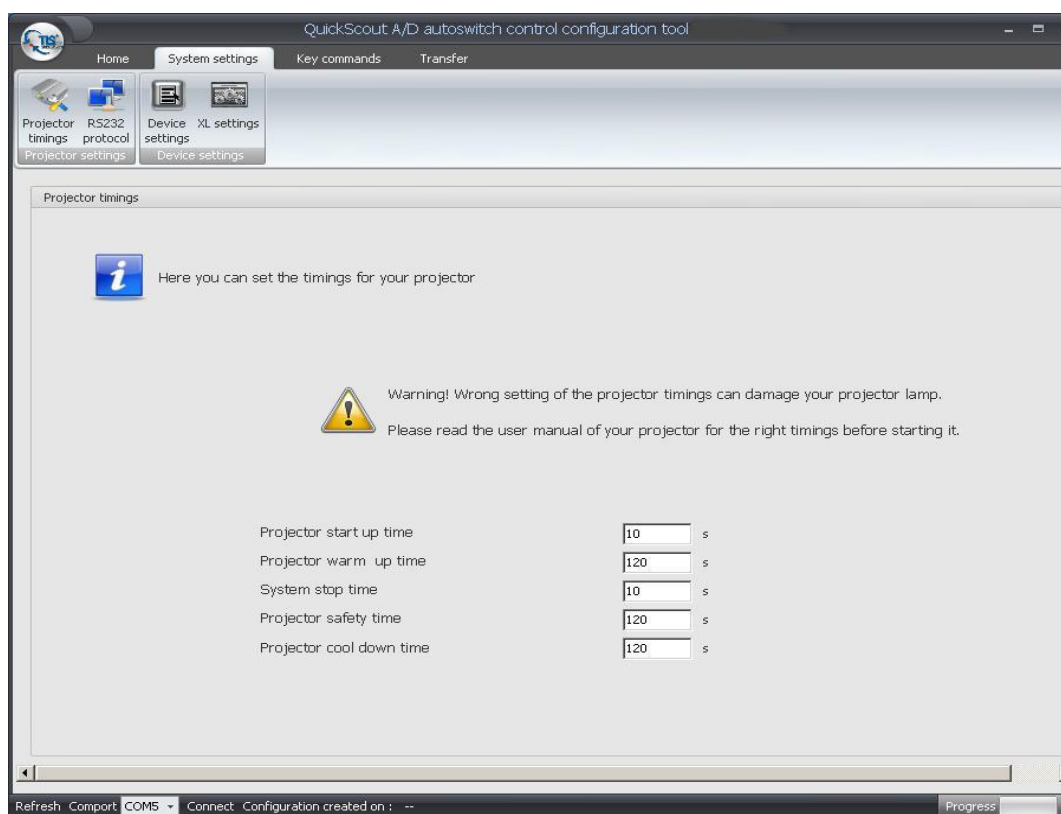 QuickScout A/D autoswitch control configuration tool
TIS
Home System settings Key commands Transfer
Projector timings RS232 protocol Device settings XL settings
Projector settings Device settings
Projector timings
Here you can set the timings for your projector
Warning! Wrong setting of the projector timings can damage your projector lamp.
Please read the user manual of your projector for the right timings before starting it.
Projector start up time 10 s
Projector warm up time 120 s
System stop time 10 s
Projector safety time 120 s
Projector cool down time 120 s
Refresh Comport COM5 Connect Configuration created on : -- Progress